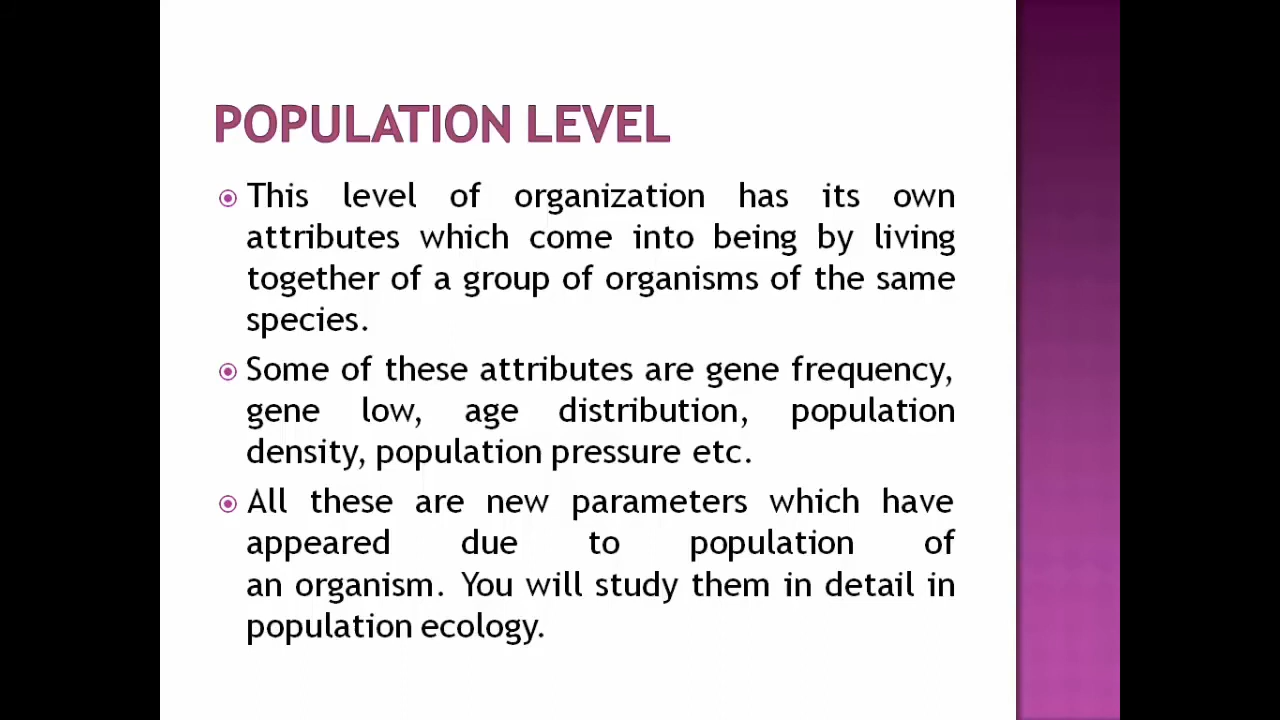 POPULATION LEVEL
This level of organization has its own
attributes which come into being by living
together of a group of organisms of the same
species.
Some of these attributes are gene frequency,
gene low, age distribution, population
density, population pressure etc.
All these are new parameters which have
appeared due to population of
an organism. You will study them in detail in
population ecology.